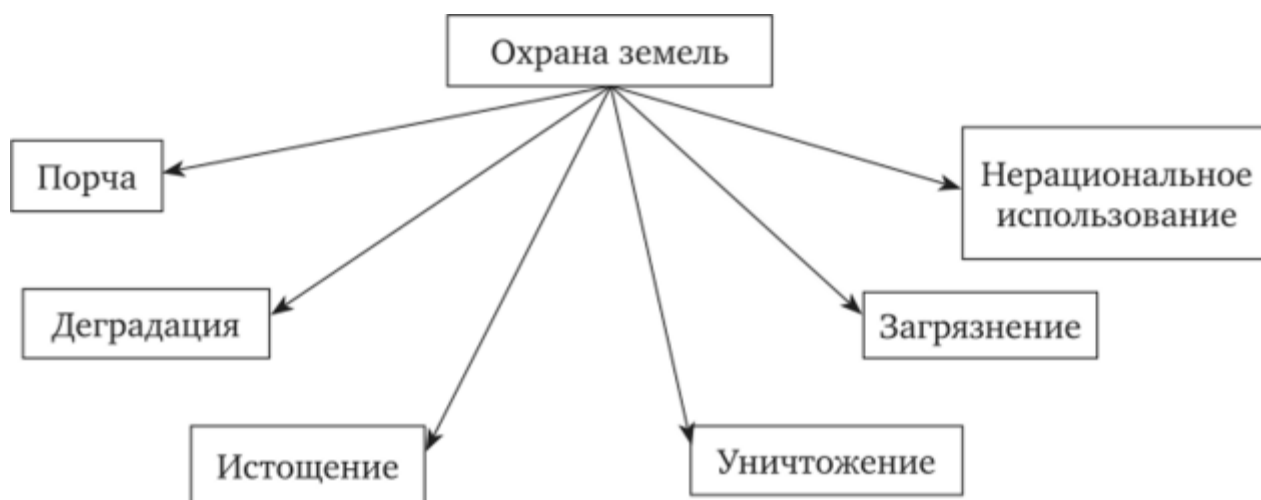 Охрана земель
Порча
Нерациональное
использование
Деградация
Загрязнение
Истощение
Уничтожение